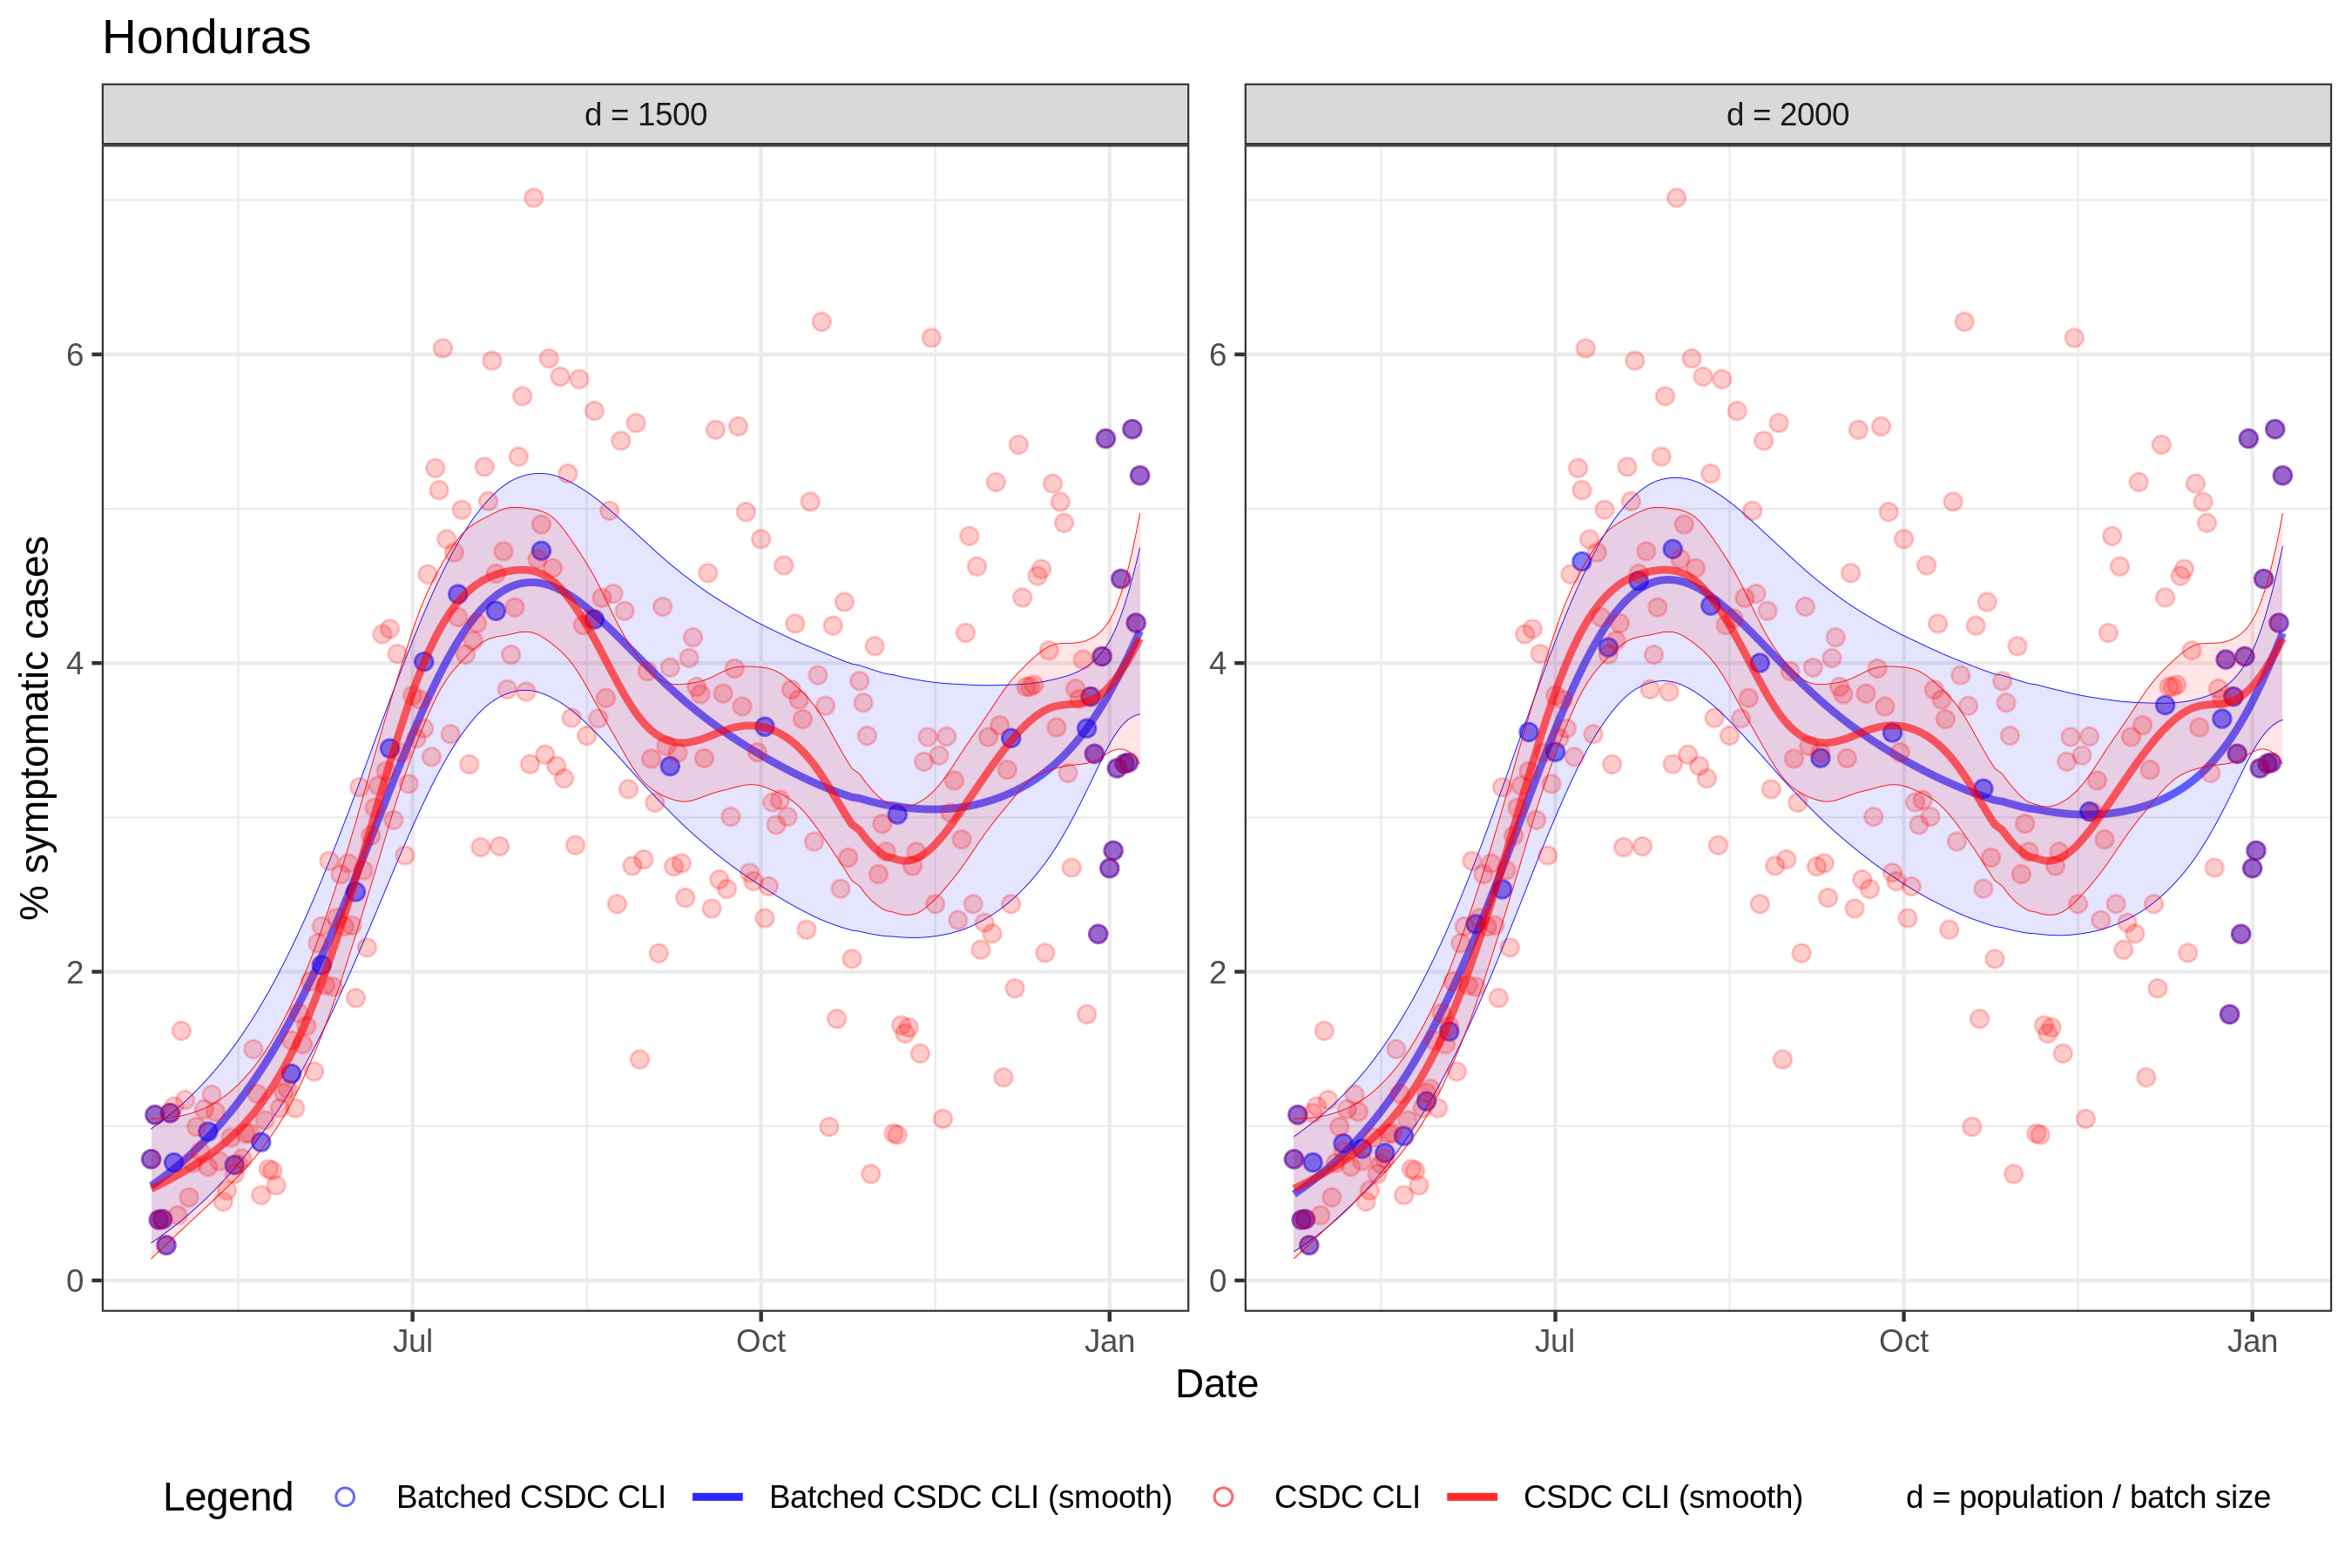 Honduras
d = 1500
d = 2000
% symptomatic cases
6
4
2
0
6
4
2
0
Jul
Oct
Jan
Jul
Oct
Jan
Date
Legend
Batched CSDC CLI
Batched CSDC CLI (smooth)
CSDC CLI
CSDC CLI (smooth)
d = population / batch size